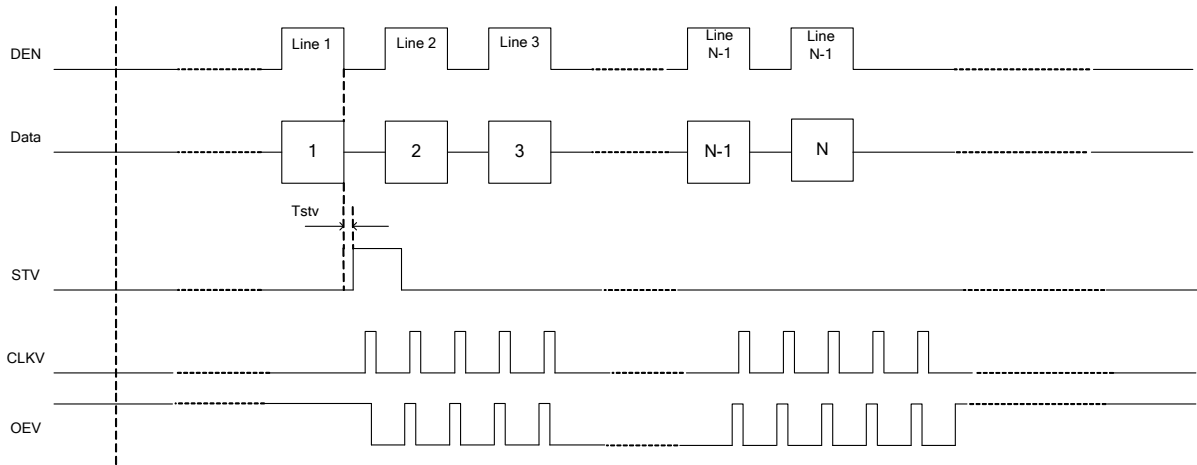 DEN
Line 1
Line 2
Line 3
Line
N-1
Line
N-1
Data
1
2
3
N-1
N
Tstv
STV
CLKV
OEV